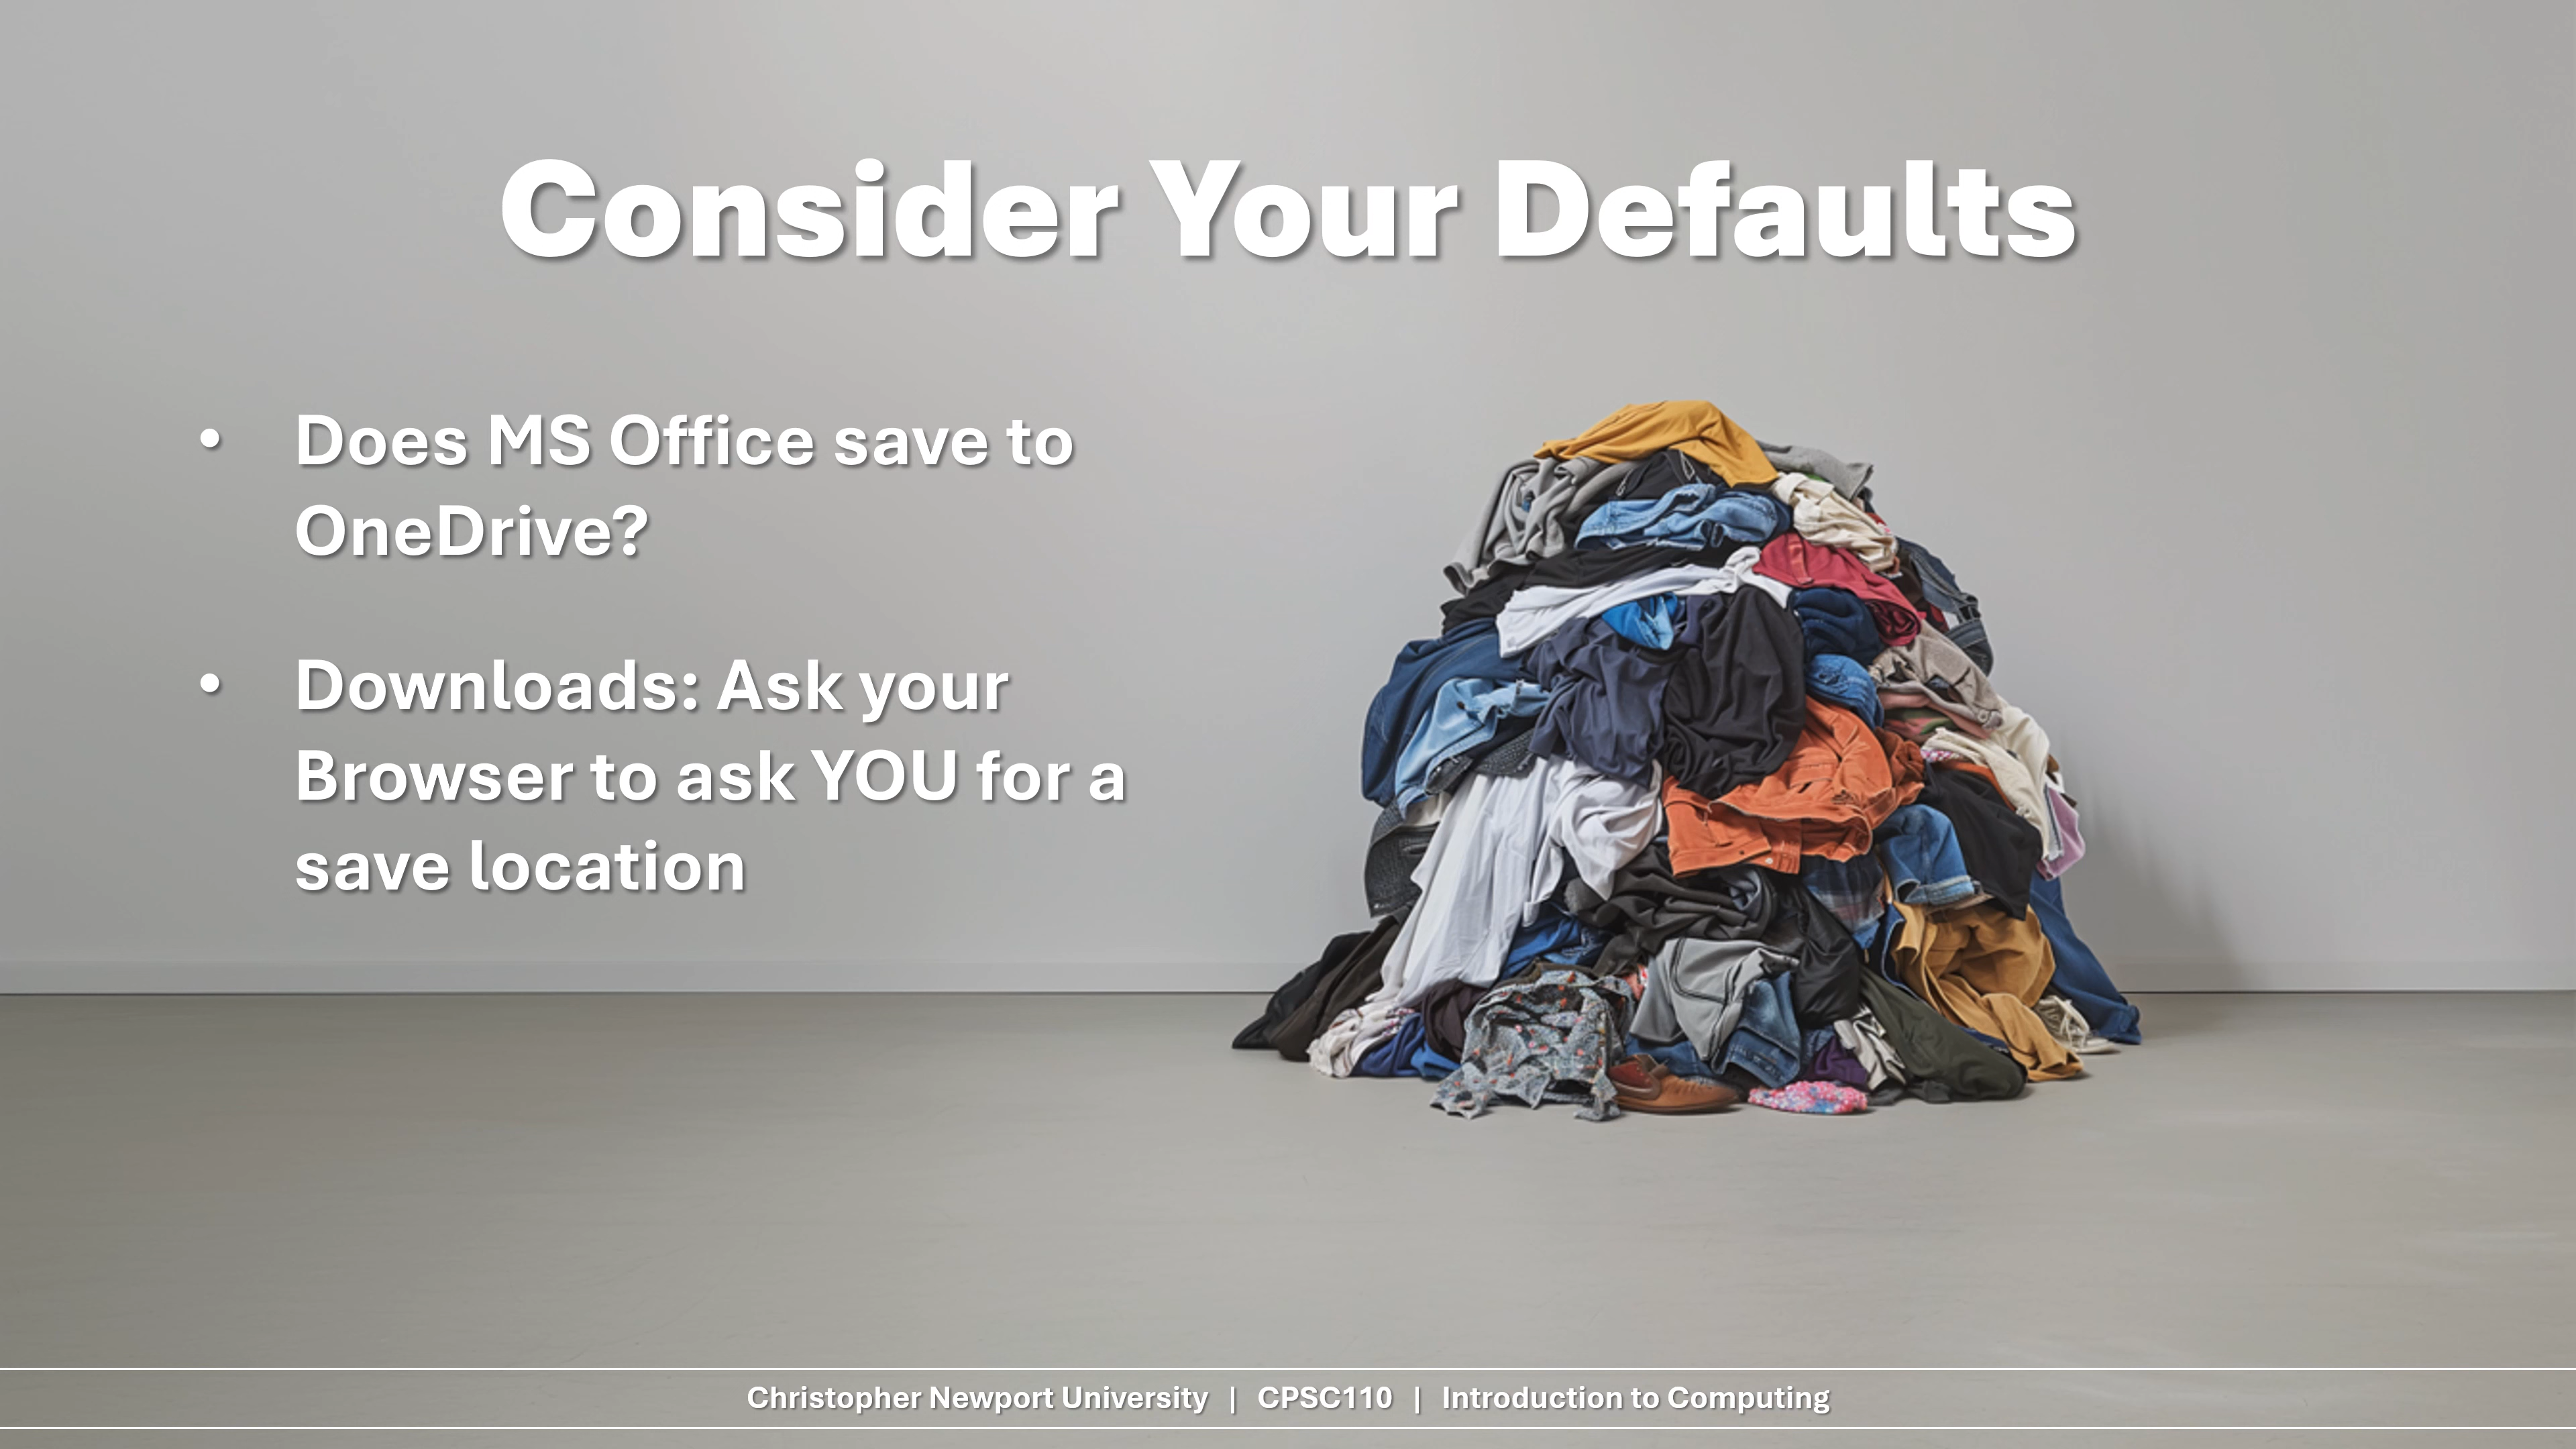 Consider Your Defaults
• Does MS Office save to
OneDrive?
• Downloads: Ask your
Browser to ask YOU for a
save location
Christopher Newport University | CPSC110 | Introduction to Computing